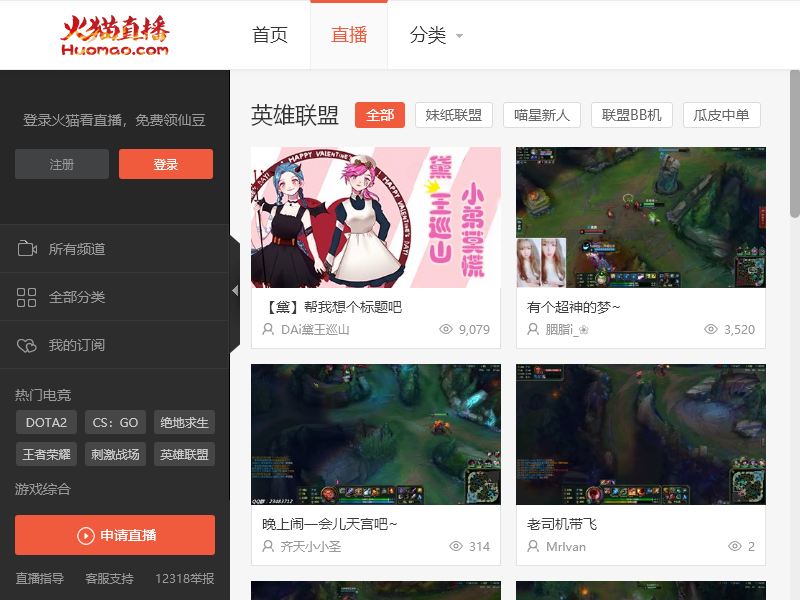 火猫直播
Huomao.com
首页
直播
分类
登录火猫看直播，免费领仙豆
注册
登录
所有频道
全部分类
我的订阅
热门电竞
DOTA2
CS：GO
绝地求生
王者荣耀
刺激战场
英雄联盟
游戏综合
申请直播
直播指导
客服支持
12318举报
英雄联盟
全部
妹纸联盟
喵星新人
联盟BB机
瓜皮中单
HAPPY VALENTINE'S DAY!
黛王巡山
小弟莫慌
【黛】帮我想个标题吧
DAi黛王巡山
9,079
有个超神的梦~
胭脂i_❀
3,520
晚上闹一会儿天宫吧~
齐天小小圣
314
老司机带飞
MrIvan
2